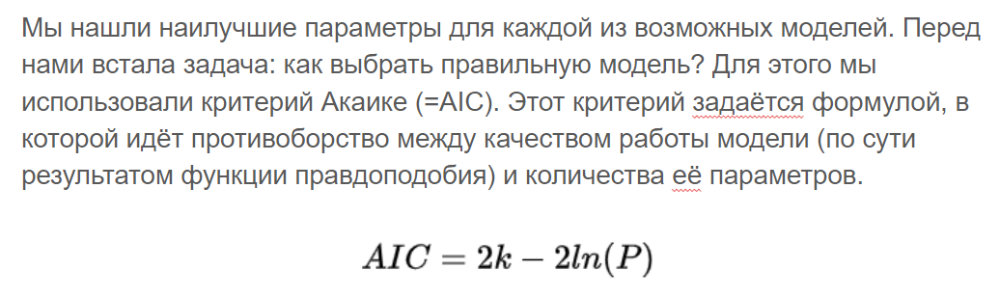 Мы нашли наилучшие параметры для каждой из возможных моделей. Перед
нами встала задача: как выбрать правильную модель? Для этого мы
использовали критерий Акаике (=AIC). Этот критерий задаётся формулой, в
которой идёт противоборство между качеством работы модели (по сути
результатом функции правдоподобия) и количества её параметров.
AIC = 2k − 2ln(P)